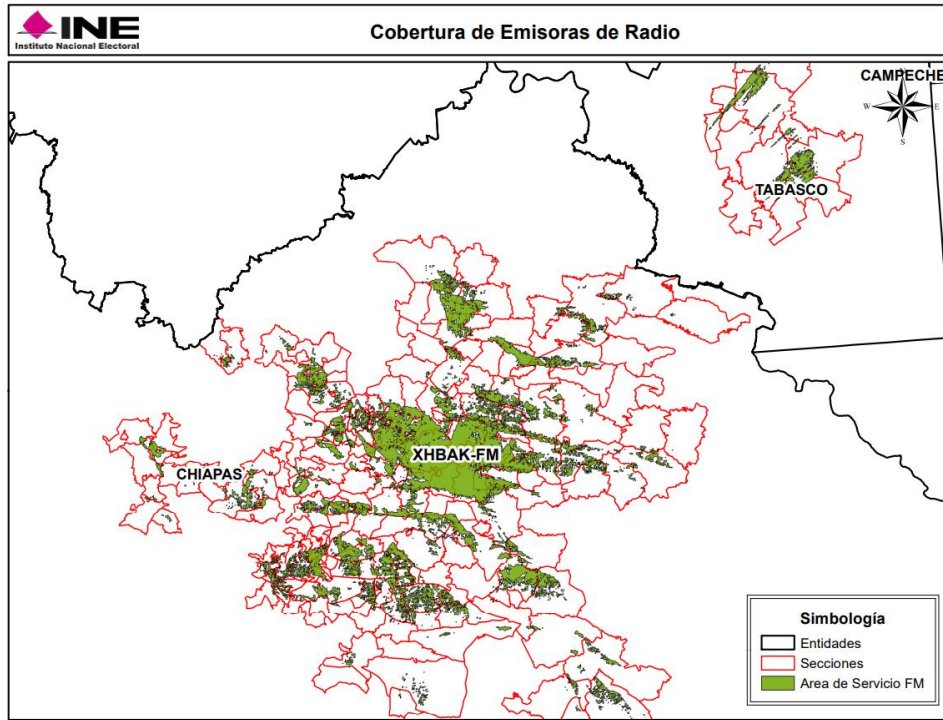 INE
Instituto Nacional Electoral
Cobertura de Emisoras de Radio
CAMPECHE
N
W
E
S
TABASCO
XHBAK-FM
CHIAPAS
Simbología
Entidades
Secciones
Area de Servicio FM